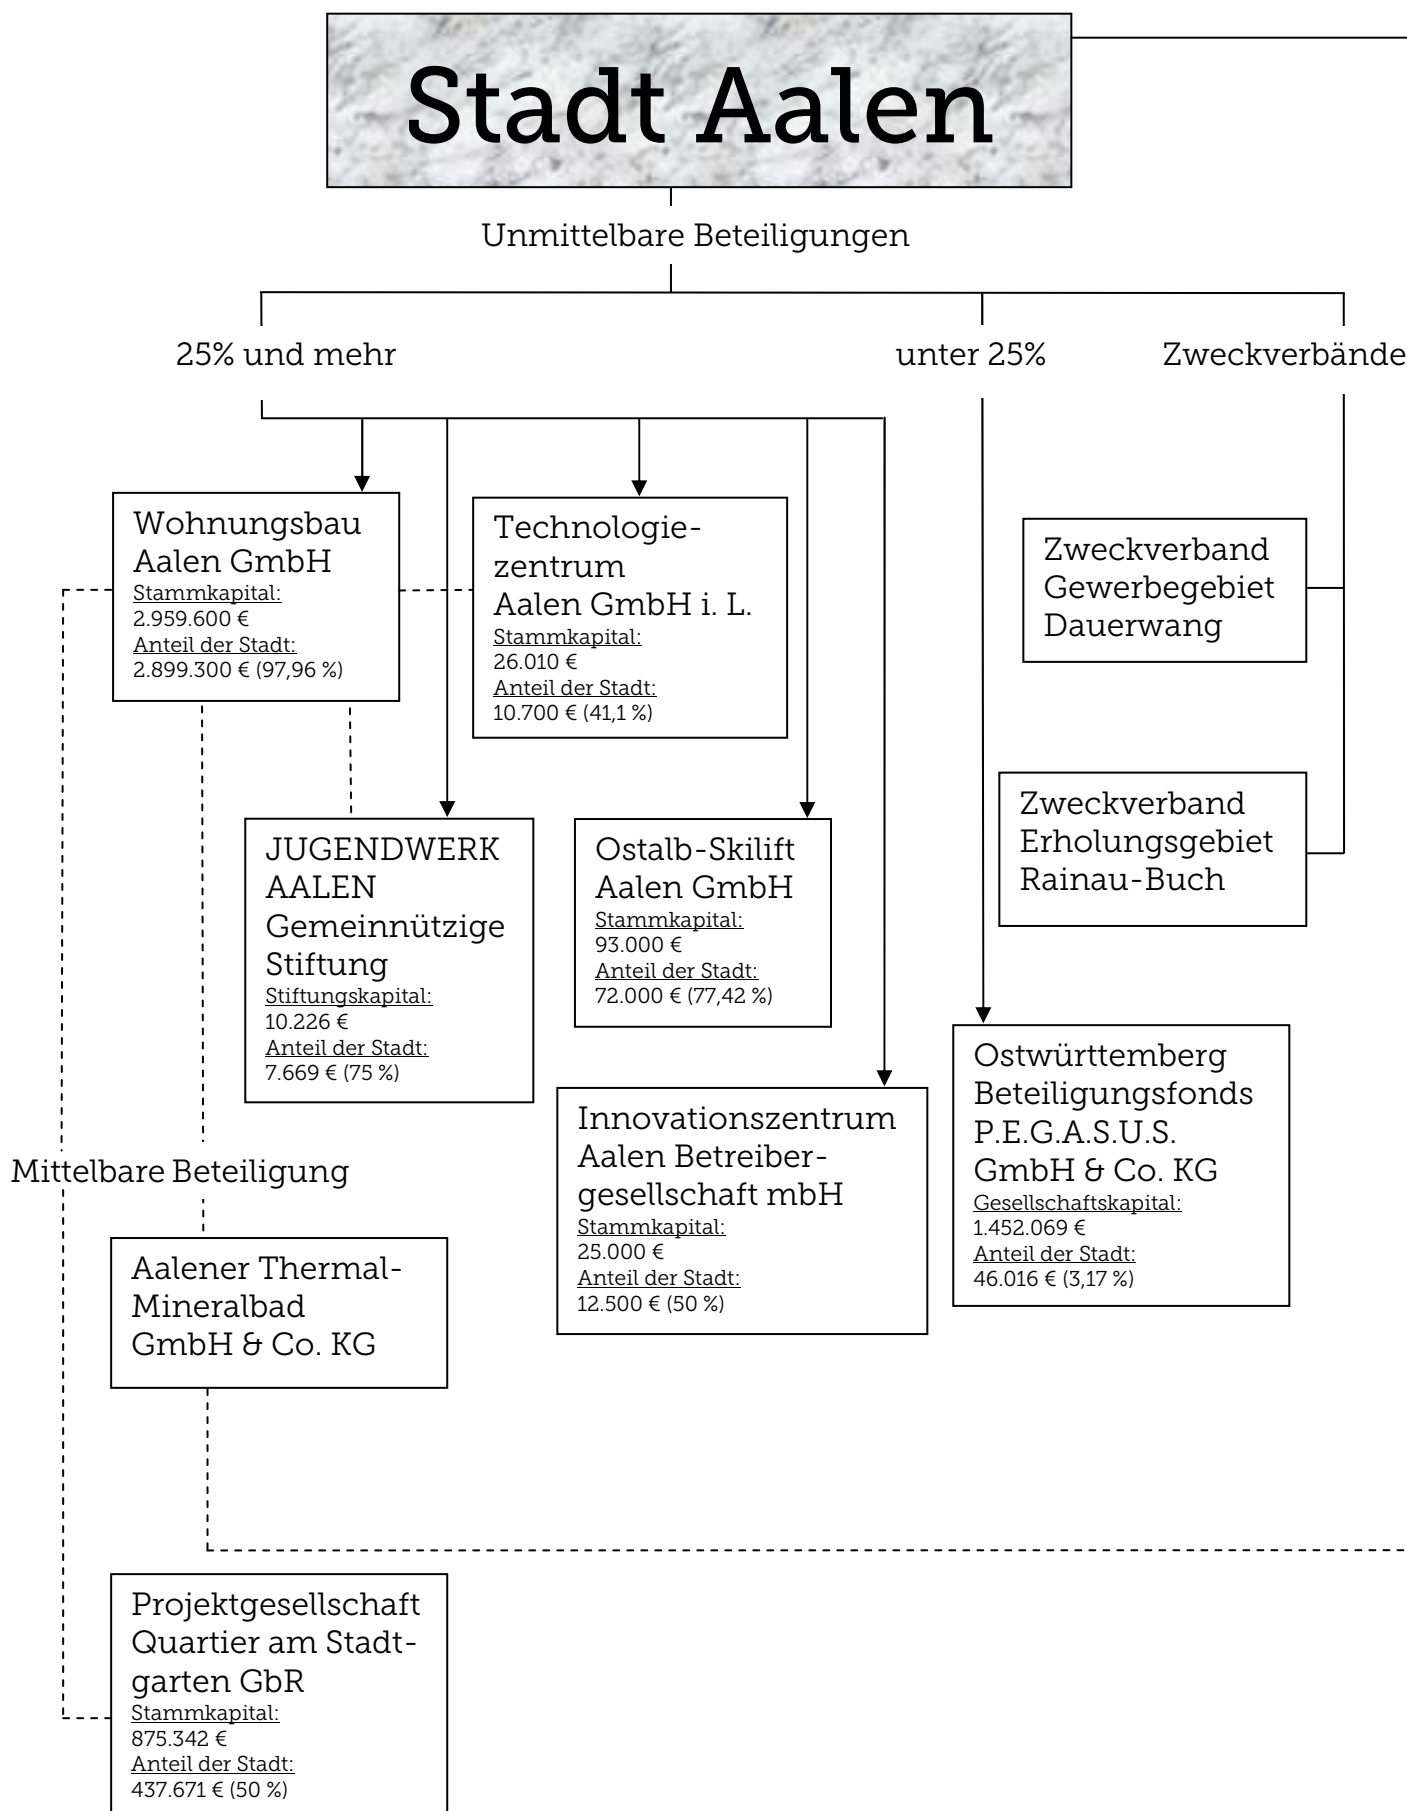 Stadt Aalen
Unmittelbare Beteiligungen
25% und mehr
unter 25%
Zweckverbände
Wohnungsbau
Aalen GmbH
Stammkapital:
2.959.600 €
Anteil der Stadt:
2.899.300 € (97,96 %)
Technologie-
zentrum
Aalen GmbH i. L.
Stammkapital:
26.010 €
Anteil der Stadt:
10.700 € (41,1 %)
Zweckverband
Gewerbegebiet
Dauerwang
Zweckverband
Erholungsgebiet
Rainau-Buch
JUGENDWERK
AALEN
Gemeinnützige
Stiftung
Stiftungskapital:
10.226 €
Anteil der Stadt:
7.669 € (75 %)
Ostalb-Skilift
Aalen GmbH
Stammkapital:
93.000 €
Anteil der Stadt:
72.000 € (77,42 %)
Innovationszentrum
Aalen Betreiber-
gesellschaft mbH
Stammkapital:
25.000 €
Anteil der Stadt:
12.500 € (50 %)
Ostwürttemberg
Beteiligungsfonds
P.E.G.A.S.U.S.
GmbH & Co. KG
Gesellschaftskapital:
1.452.069 €
Anteil der Stadt:
46.016 € (3,17 %)
Mittelbare Beteiligung
Aalener Thermal-
Mineralbad
GmbH & Co. KG
Projektgesellschaft
Quartier am Stadt-
garten GbR
Stammkapital:
875.342 €
Anteil der Stadt:
437.671 € (50 %)